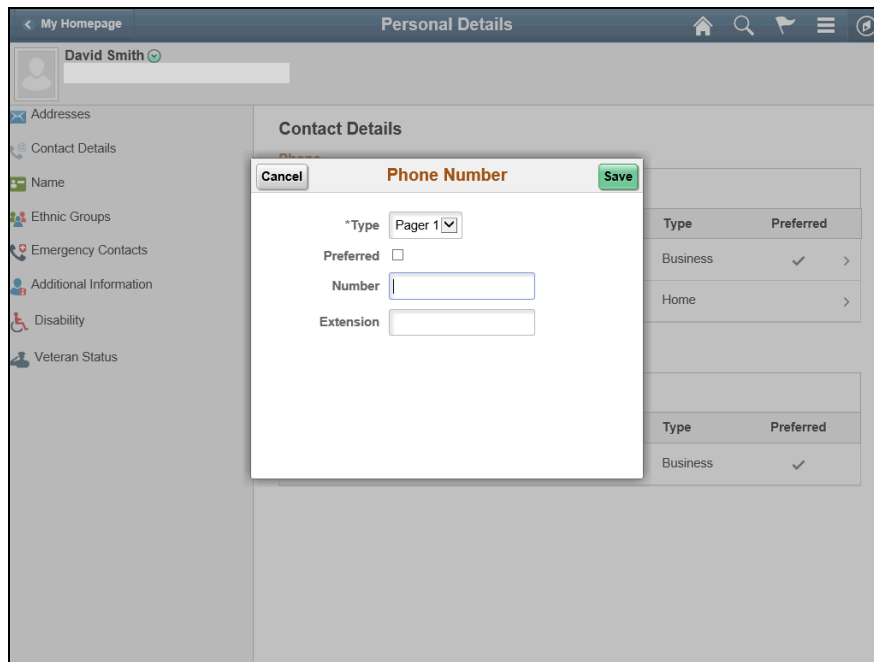 My Homepage
Personal Details
David Smith
Addresses
Contact Details
Name
Ethnic Groups
Emergency Contacts
Additional Information
Disability
Veteran Status
Contact Details
Phone
Type Preferred
Business
Home
Type Preferred
Business
Cancel Phone Number Save
*Type Pager 1
Preferred
Number
Extension